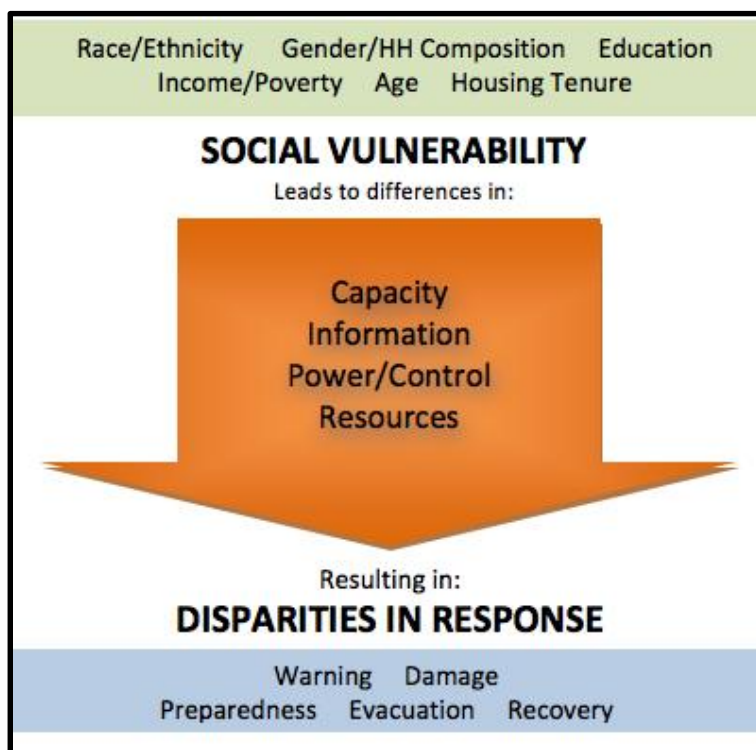 Race/Ethnicity Gender/HH Composition Education
Income/Poverty Age Housing Tenure
SOCIAL VULNERABILITY
Leads to differences in:
Capacity
Information
Power/Control
Resources
Resulting in:
DISPARITIES IN RESPONSE
Warning Damage
Preparedness Evacuation Recovery